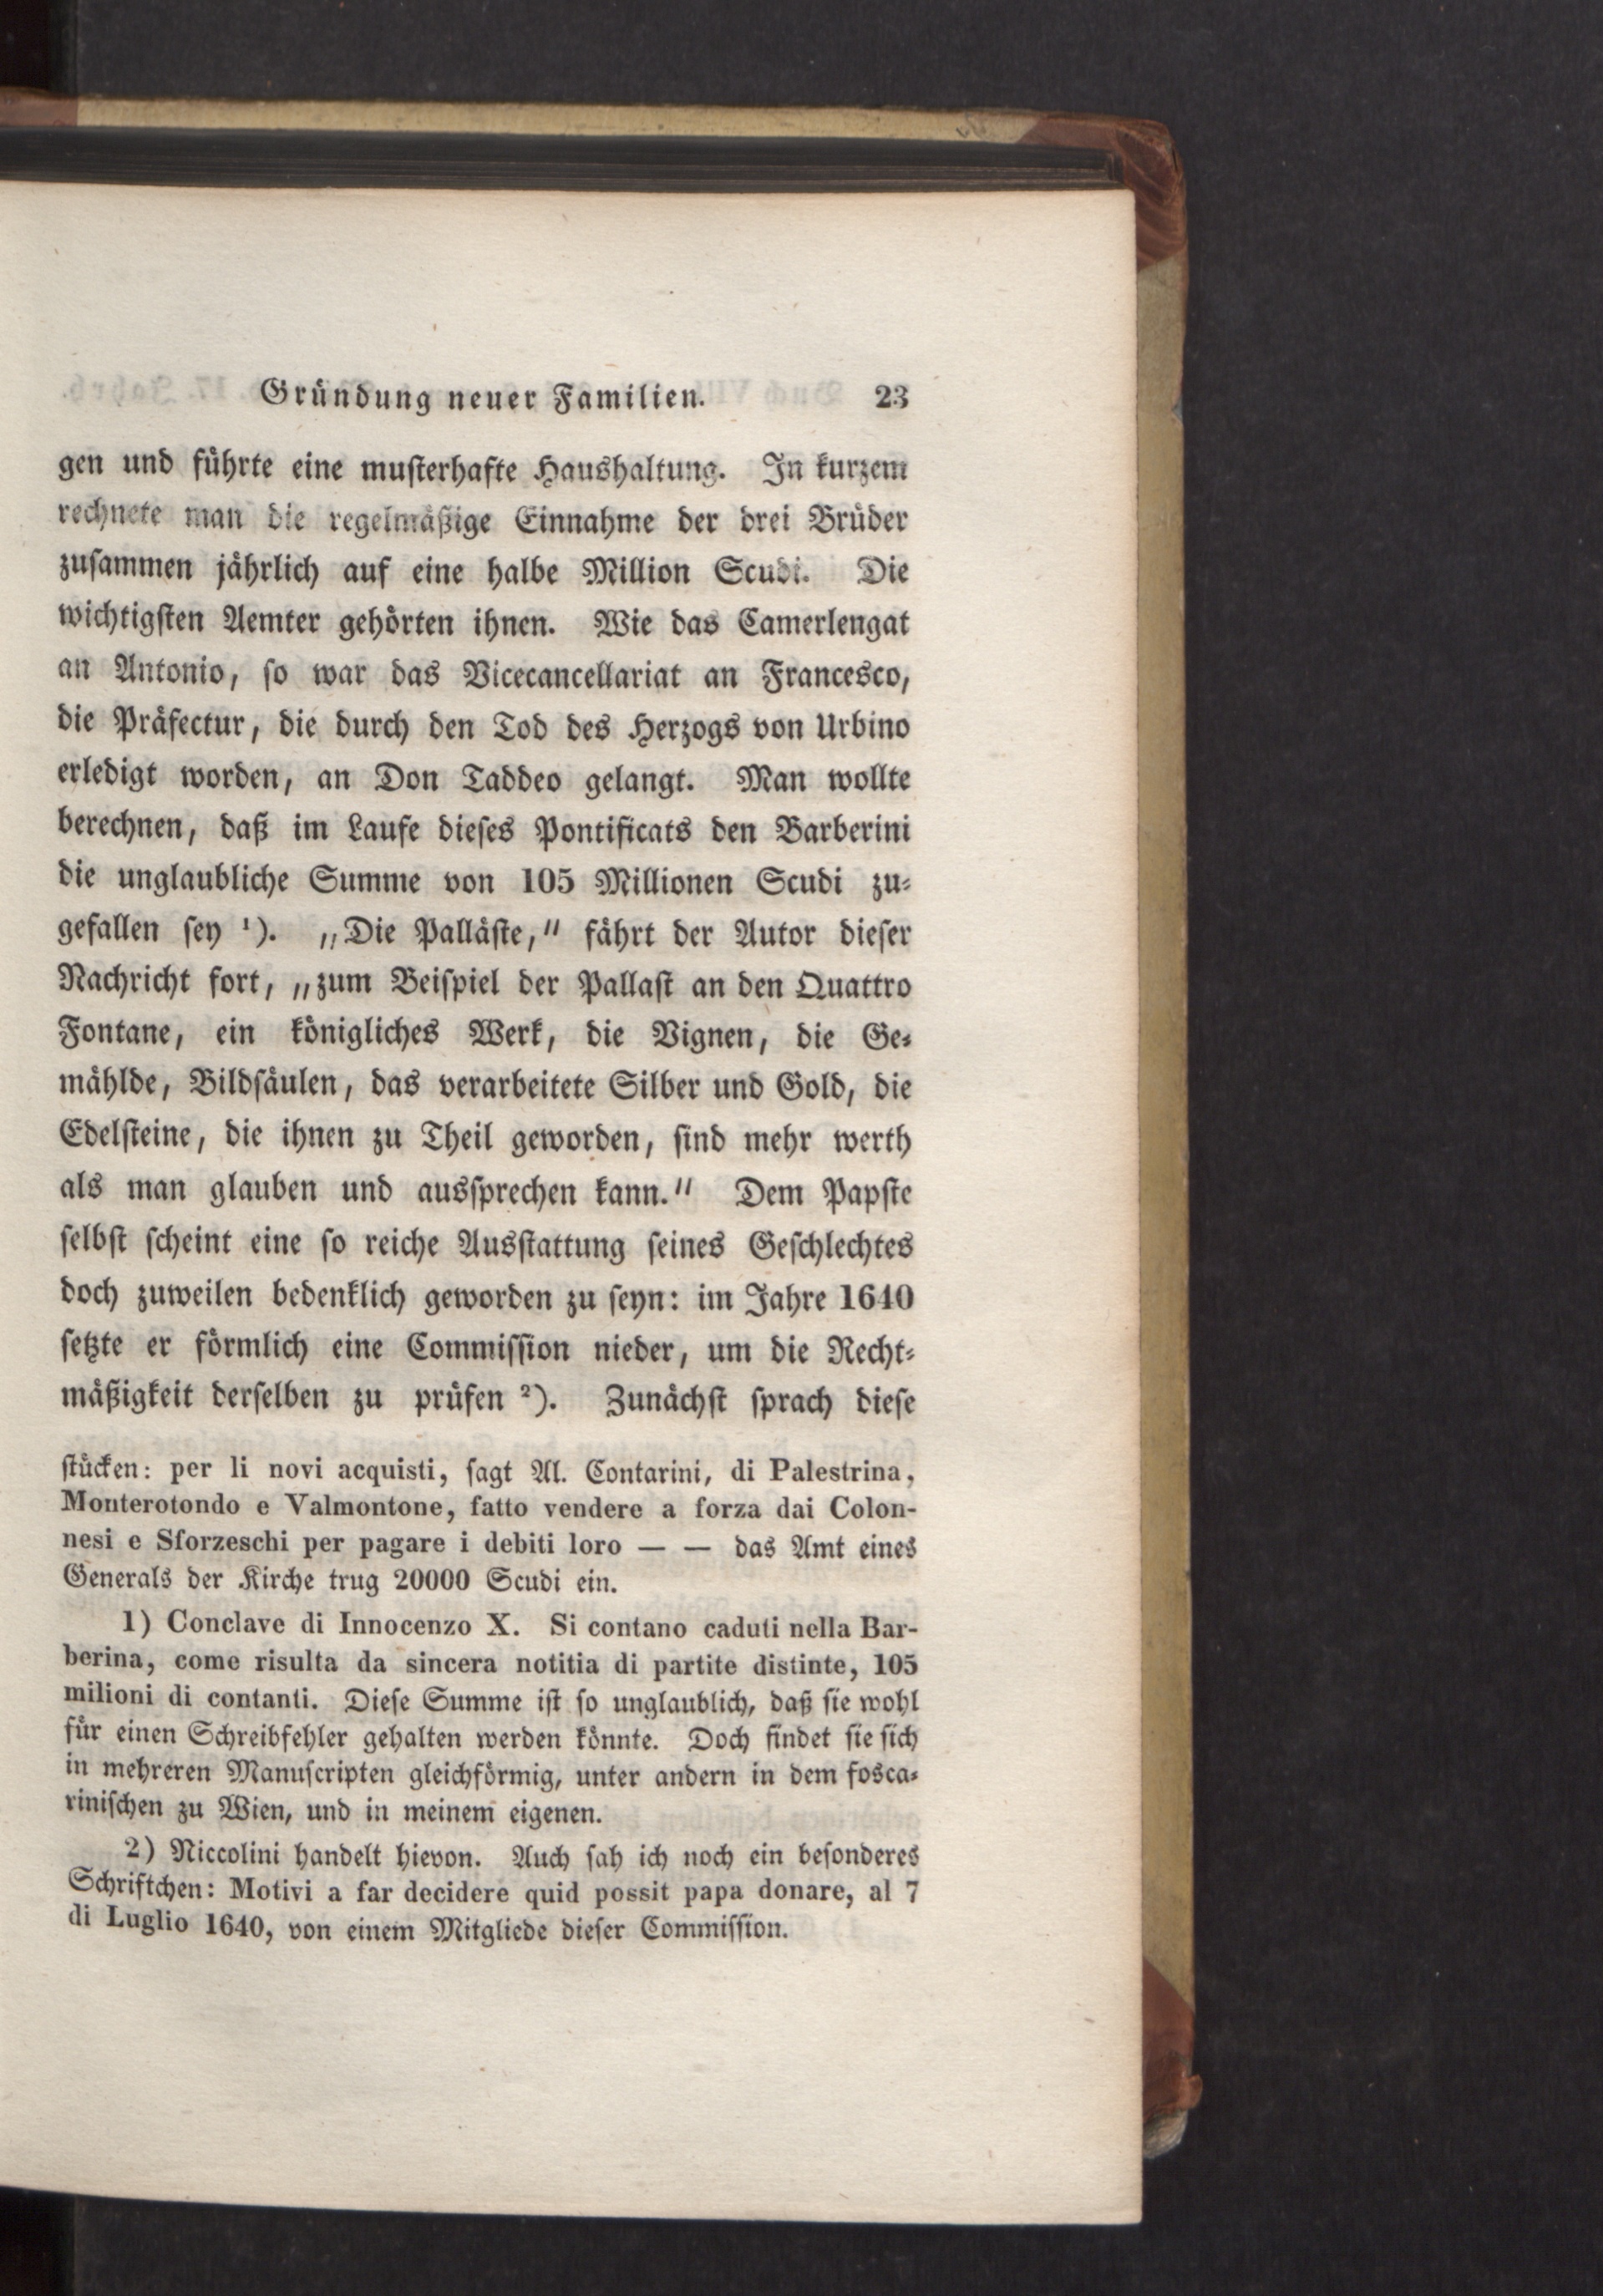 Gründung neuer Familien. 23
gen und führte eine muſterhafte Haushaltung. In kurzem
rechnete man die regelmäßige Einnahme der drei Brüder
zuſammen jährlich auf eine halbe Million Scudi. Die
wichtigſten Aemter gehörten ihnen. Wie das Camerlengat
an Antonio, ſo war das Vicecancellariat an Francesco,
die Präfectur, die durch den Tod des Herzogs von Urbino
erledigt worden, an Don Taddeo gelangt. Man wollte
berechnen, daß im Laufe dieſes Pontificats den Barberini
die unglaubliche Summe von 105 Millionen Scudi zu⸗
gefallen ſey ¹). „Die Palläſte,“ fährt der Autor dieſer
Nachricht fort, „zum Beiſpiel der Pallaſt an den Quattro
Fontane, ein königliches Werk, die Vignen, die Ge⸗
mählde, Bildſäulen, das verarbeitete Silber und Gold, die
Edelſteine, die ihnen zu Theil geworden, ſind mehr werth
als man glauben und ausſprechen kann.“ Dem Papſte
ſelbſt ſcheint eine ſo reiche Ausſtattung ſeines Geſchlechtes
doch zuweilen bedenklich geworden zu ſeyn: im Jahre 1640
ſetzte er förmlich eine Commiſſion nieder, um die Recht⸗
mäßigkeit derſelben zu prüfen ²). Zunächſt ſprach dieſe
ſtücken: per li novi acquisti, ſagt Al. Contarini, di Palestrina,
Monterotondo e Valmontone, fatto vendere a forza dai Colon-
nesi e Sforzeschi per pagare i debiti loro — — das Amt eines
Generals der Kirche trug 20000 Scudi ein.
1) Conclave di Innocenzo X. Si contano caduti nella Bar-
berina, come risulta da sincera notitia di partite distinte, 105
milioni di contanti. Dieſe Summe iſt ſo unglaublich, daß ſie wohl
für einen Schreibfehler gehalten werden könnte. Doch findet ſie ſich
in mehreren Manuſcripten gleichförmig, unter andern in dem fosca⸗
riniſchen zu Wien, und in meinem eigenen.
2) Niccolini handelt hievon. Auch ſah ich noch ein beſonderes
Schriftchen: Motivi a far decidere quid possit papa donare, al 7
di Luglio 1640, von einem Mitgliede dieſer Commiſſion.